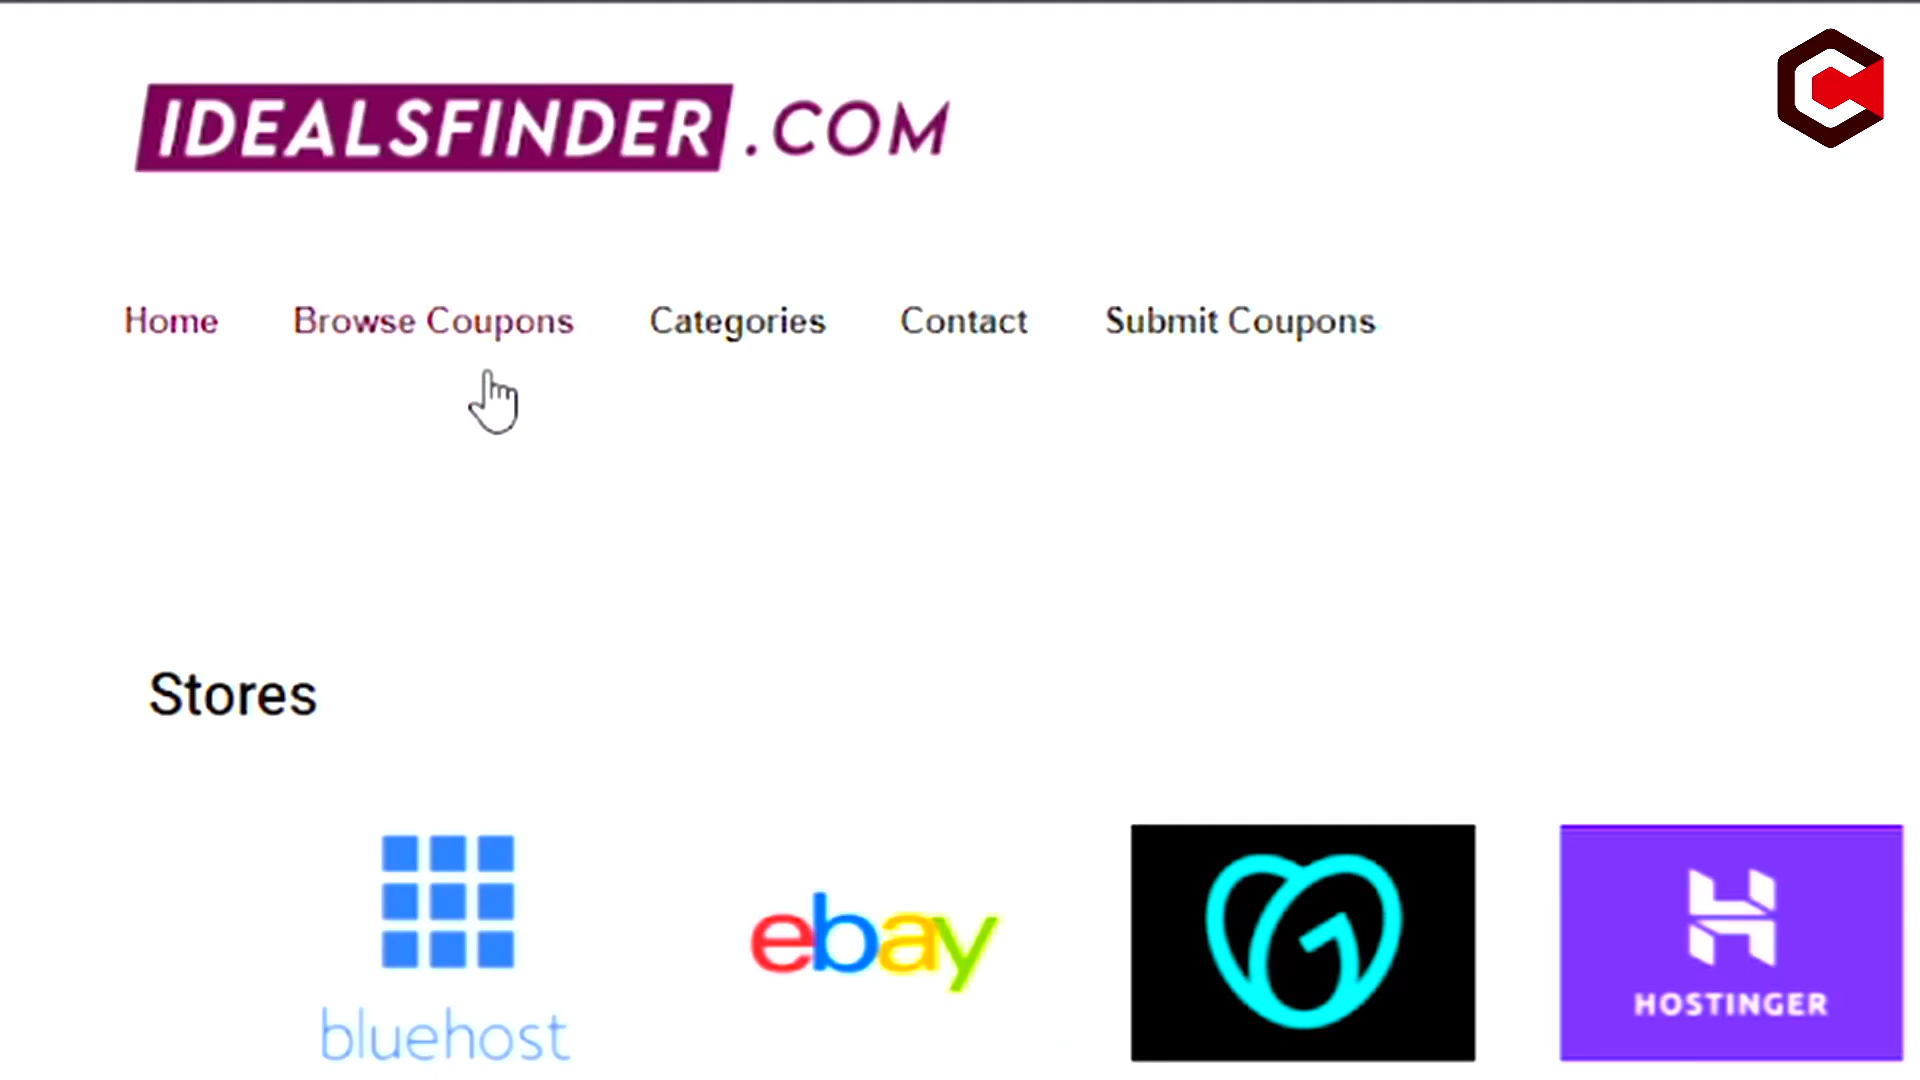 IDEALSFINDER.COM
Home Browse Coupons Categories Contact Submit Coupons
Stores
bluehost
ebay
HOSTINGER